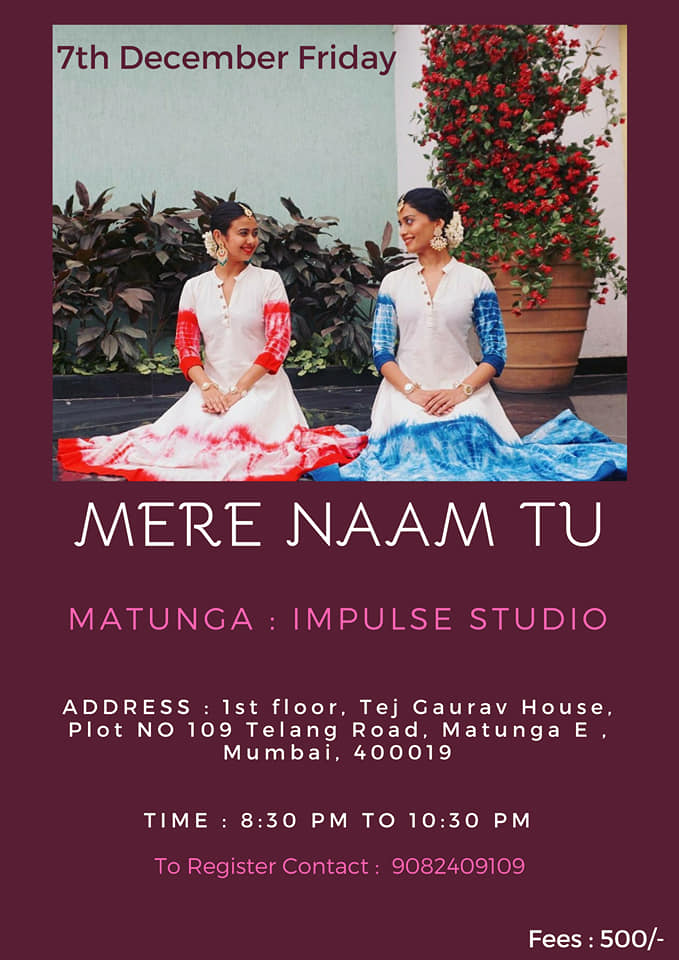 7th December Friday
MERE NAAM TU
MATUNGA : IMPULSE STUDIO
ADDRESS : 1st floor, Tej Gaurav House,
Plot NO 109 Telang Road, Matunga E ,
Mumbai, 400019
TIME : 8:30 PM TO 10:30 PM
To Register Contact : 9082409109
Fees : 500/-